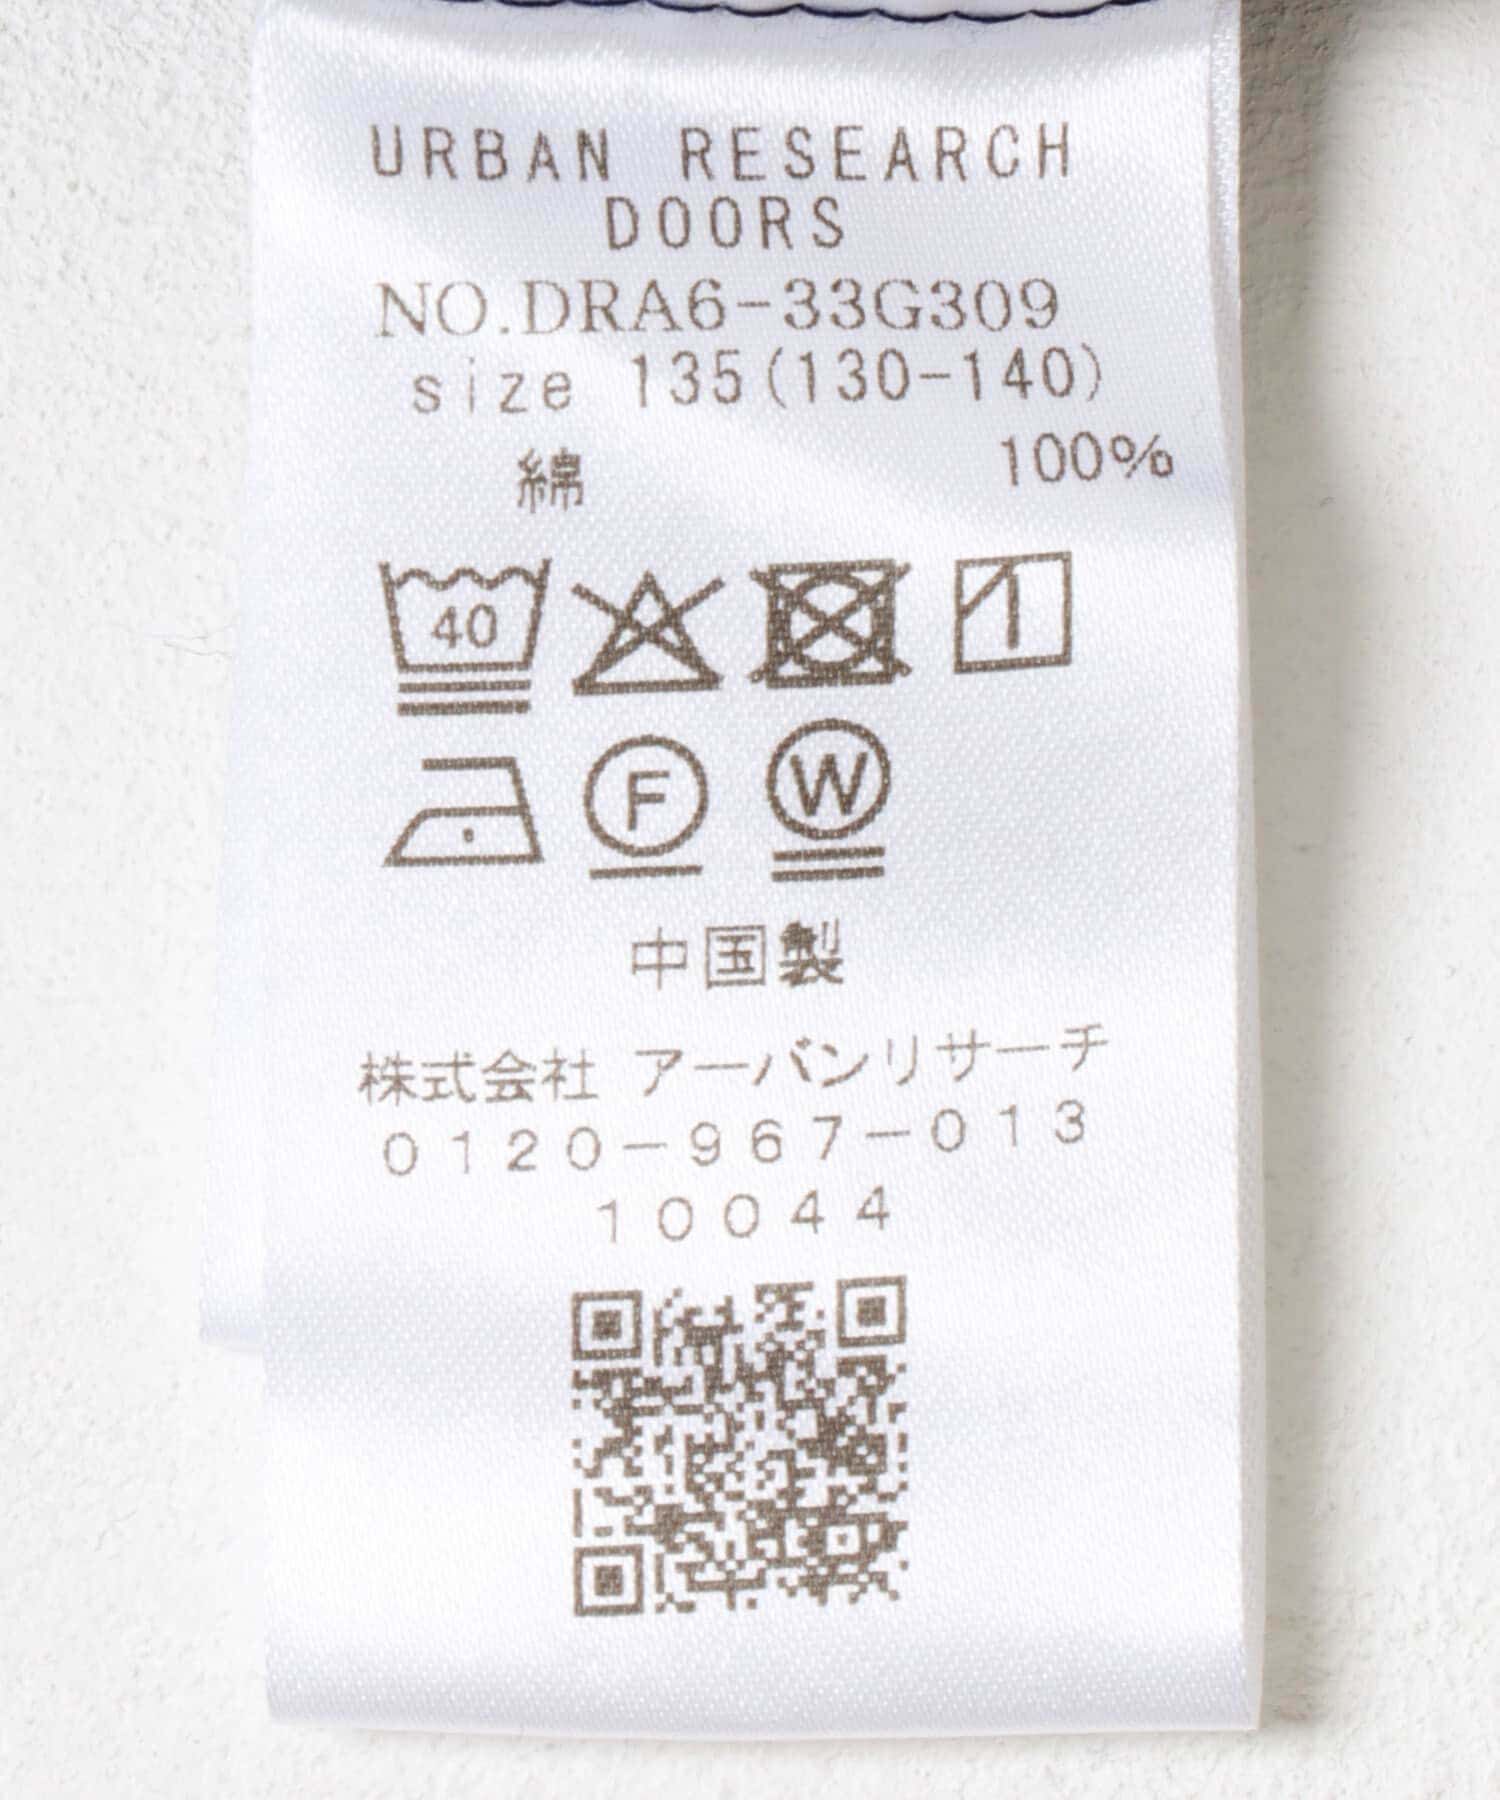 URBAN RESEARCH
DOORS
NO.DRA6-33G309
size 135(130-140)
綿 100%
40
F W
中国製
株式会社 アーバンリサーチ
0120-967-013
10044